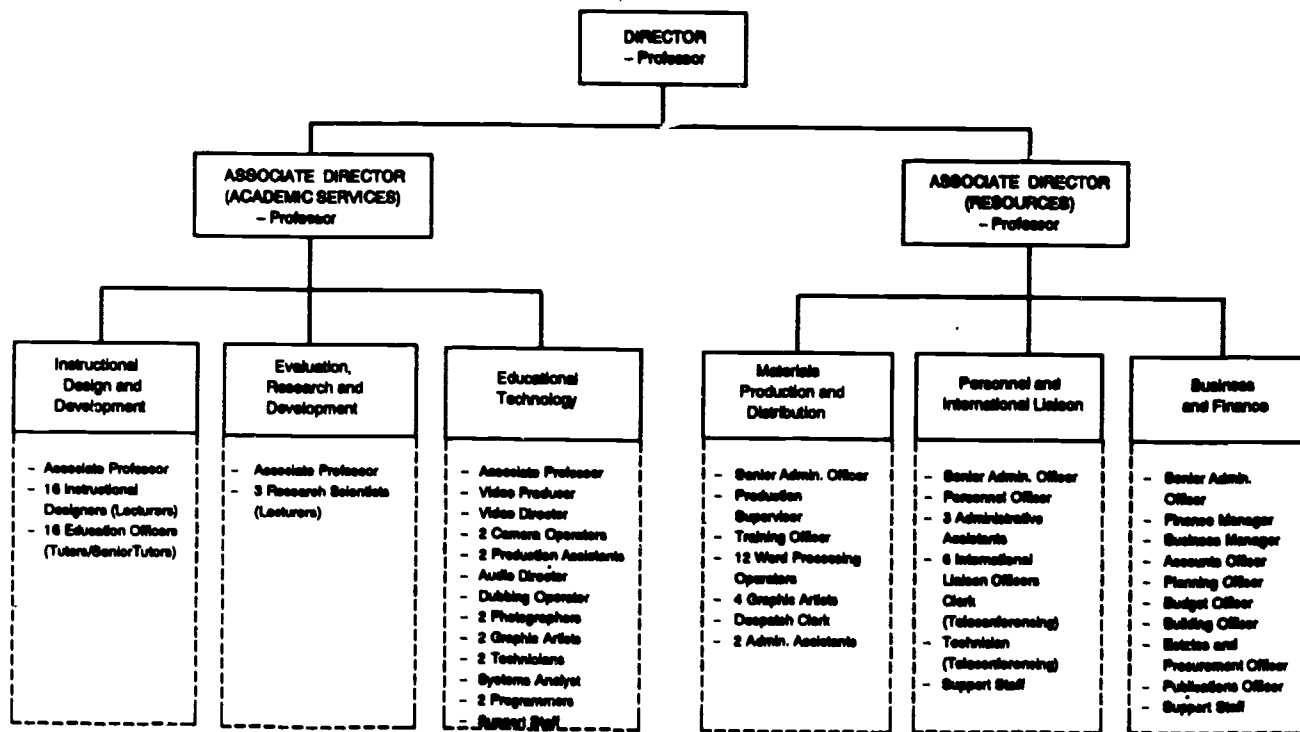 DIRECTOR
– Professor
ASSOCIATE DIRECTOR
(ACADEMIC SERVICES)
– Professor
ASSOCIATE DIRECTOR
(RESOURCES)
– Professor
Instructional
Design and
Development
– Associate Professor
– 16 Instructional
Designers (Lecturers)
– 16 Education Officers
(Tutors/Senior Tutors)
Evaluation,
Research and
Development
– Associate Professor
– 3 Research Scientists
(Lecturers)
Educational
Technology
– Associate Professor
– Video Producer
– Video Director
– 2 Camera Operators
– 2 Production Assistants
– Audio Director
– Dubbing Operator
– 2 Photographers
– 2 Graphic Artists
– 2 Technicians
– Systems Analyst
– 2 Programmers
– Support Staff
Materials
Production and
Distribution
– Senior Admin. Officer
– Production
Supervisor
– Training Officer
– 12 Word Processing
Operators
– 4 Graphic Artists
– Despatch Clerk
– 2 Admin. Assistants
Personnel and
International Liaison
– Senior Admin. Officer
– Personnel Officer
– 3 Administrative
Assistants
– 6 International
Liaison Officers
Clerk
(Teleconferencing)
– Technician
(Teleconferencing)
– Support Staff
Business
and Finance
– Senior Admin.
Officer
– Finance Manager
– Business Manager
– Accounts Officer
– Planning Officer
– Budget Officer
– Building Officer
– Estates and
Procurement Officer
– Publications Officer
– Support Staff